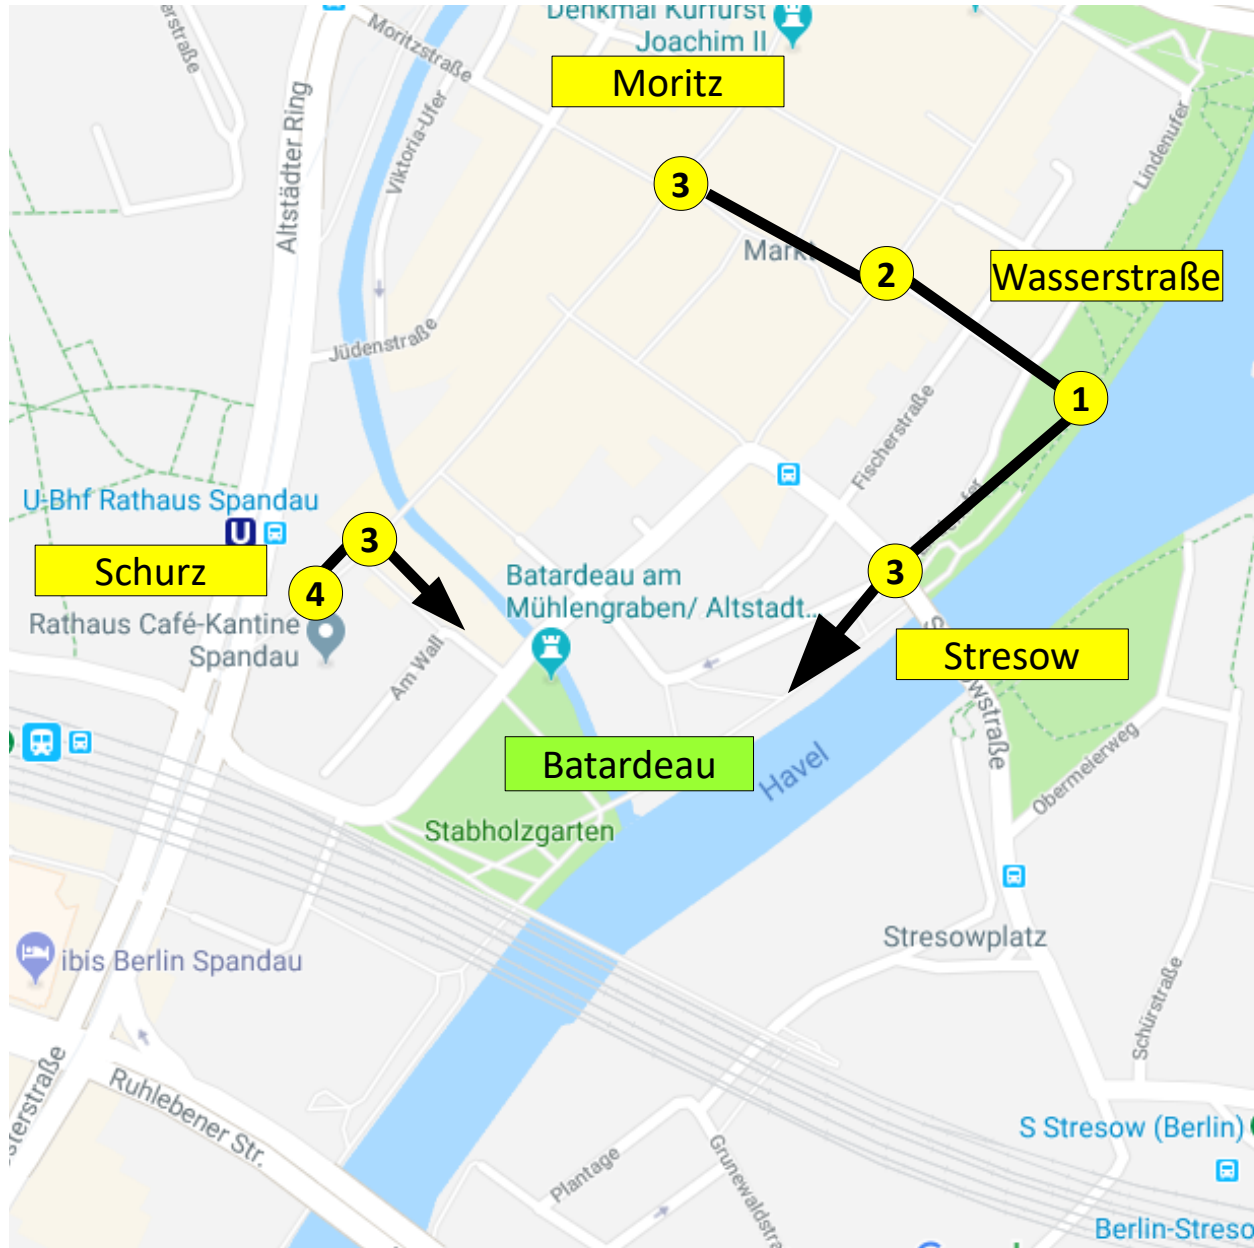 Denkmal Kurfürst
Joachim II
Moritzstraße
Moritz
Altstädter Ring
Viktoria-Ufer
Lindenufer
3
Markt
2
Wasserstraße
Jüdenstraße
1
Fischerstraße
U-Bhf Rathaus Spandau
U
3
Schurz
4
3
Batardeau am
Mühlengraben/ Altstadt...
Rathaus Café-Kantine
Spandau
Am Wall
Stresow
Batardeau
Havel
Obermeierweg
Stabholzgarten
Stresowplatz
ibis Berlin Spandau
Schürstraße
Ruhlebener Str.
S Stresow (Berlin)
Plantage
Berlin-Streso